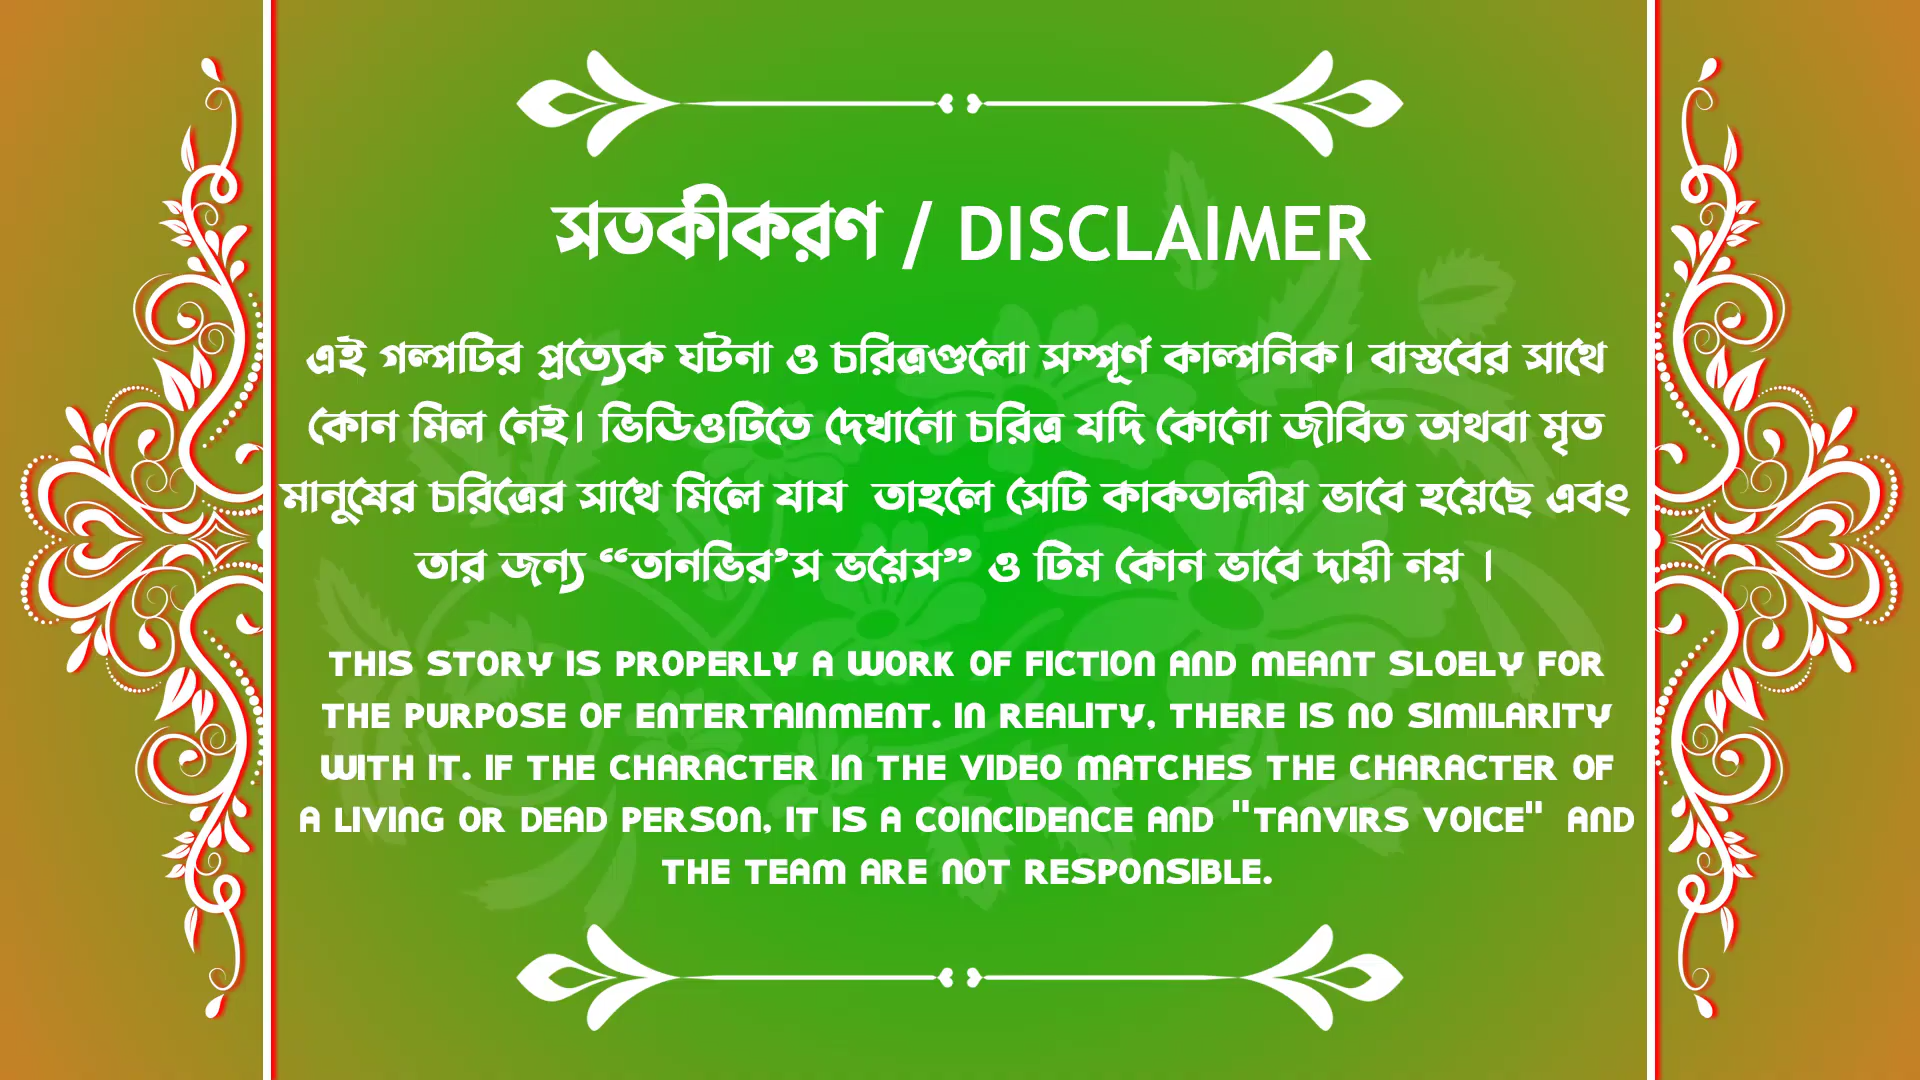 সতর্কীকরণ / DISCLAIMER
এই গল্পটির প্রত্যেক ঘটনা ও চরিত্রগুলো সম্পূর্ণ কাল্পনিক। বাস্তবের সাথে
কোন মিল নেই। ভিডিওটিতে দেখানো চরিত্র যদি কোনো জীবিত অথবা মৃত
মানুষের চরিত্রের সাথে মিলে যায তাহলে সেটি কাকতালীয় ভাবে হয়েছে এবং
তার জন্য “তানভির’স ভয়েস” ও টিম কোন ভাবে দায়ী নয় ।
THIS STORY IS PROPERLY A WORK OF FICTION AND MEANT SLOELY FOR
THE PURPOSE OF ENTERTAINMENT. IN REALITY, THERE IS NO SIMILARITY
WITH IT. IF THE CHARACTER IN THE VIDEO MATCHES THE CHARACTER OF
A LIVING OR DEAD PERSON, IT IS A COINCIDENCE AND "TANVIRS VOICE" AND
THE TEAM ARE NOT RESPONSIBLE.